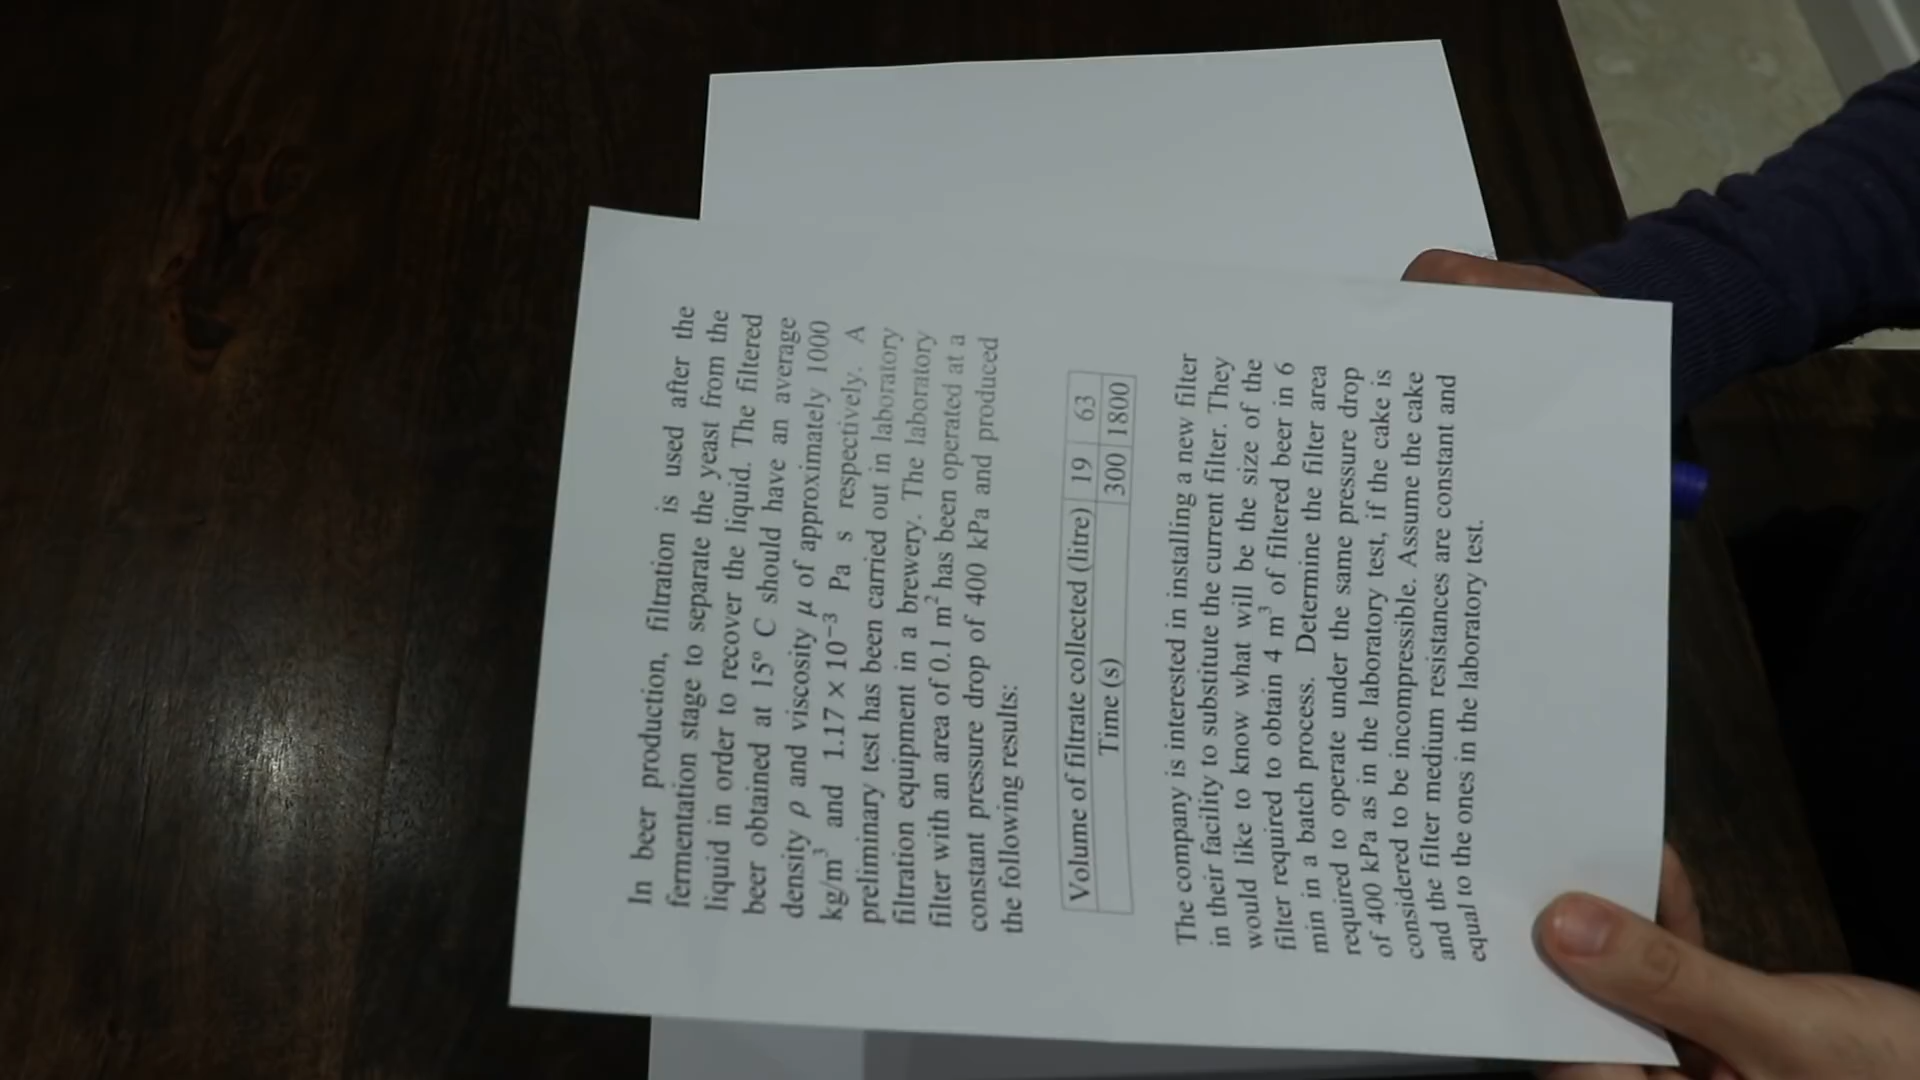 In beer production, filtration is used after the
fermentation stage to separate the yeast from the
liquid in order to recover the liquid. The filtered
beer obtained at 15° C should have an average
density ρ and viscosity μ of approximately 1000
kg/m³ and 1.17 × 10⁻³ Pa s respectively. A
preliminary test has been carried out in laboratory
filtration equipment in a brewery. The laboratory
filter with an area of 0.1 m² has been operated at a
constant pressure drop of 400 kPa and produced
the following results:
Volume of filtrate collected (litre) 19 63
Time (s) 300 1800
The company is interested in installing a new filter
in their facility to substitute the current filter. They
would like to know what will be the size of the
filter required to obtain 4 m³ of filtered beer in 6
min in a batch process. Determine the filter area
required to operate under the same pressure drop
of 400 kPa as in the laboratory test, if the cake is
considered to be incompressible. Assume the cake
and the filter medium resistances are constant and
equal to the ones in the laboratory test.